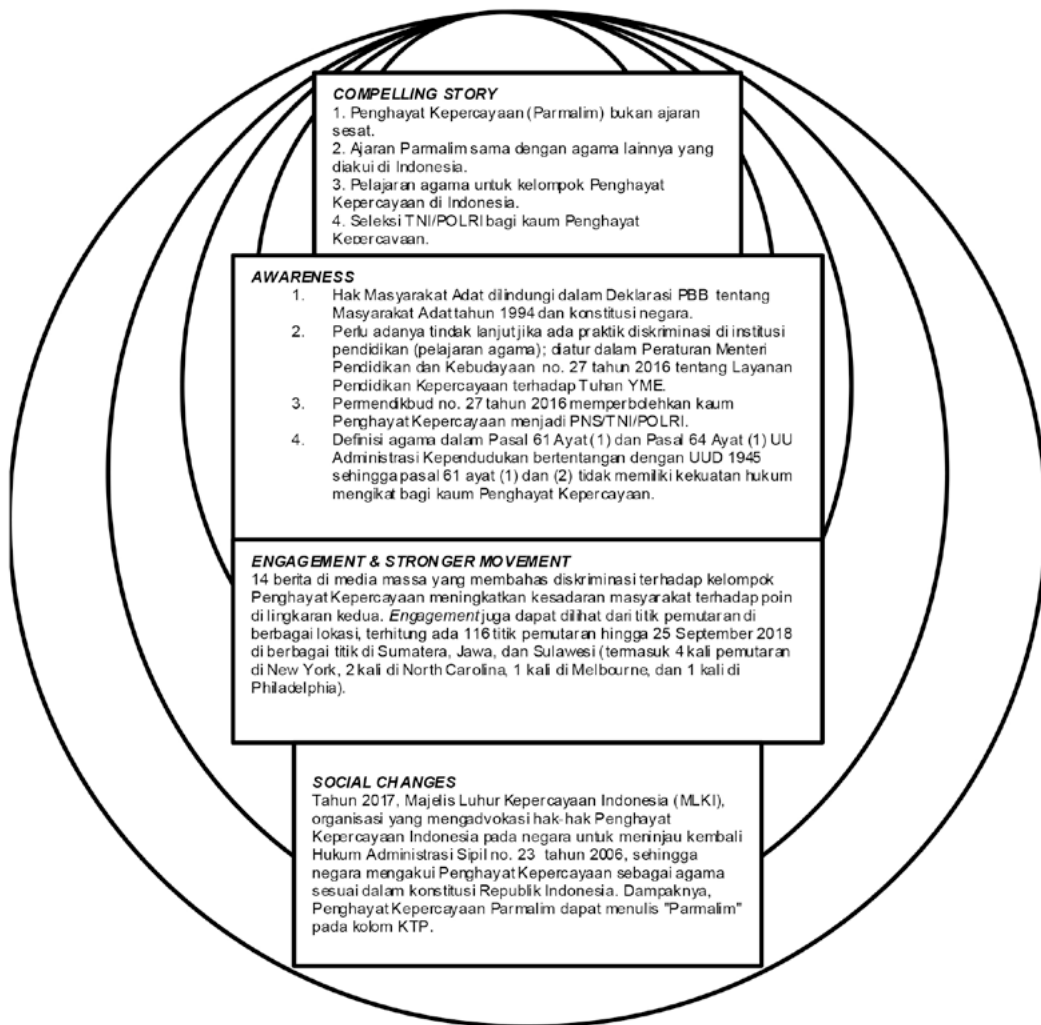 COMPELLING STORY
1. Penghayat Kepercayaan (Parmalim) bukan ajaran
sesat.
2. Ajaran Parmalim sama dengan agama lainnya yang
diakui di Indonesia.
3. Pelajaran agama untuk kelompok Penghayat
Kepercayaan di Indonesia.
4. Seleksi TNI/POLRI bagi kaum Penghayat
Kepercayaan.
AWARENESS
1. Hak Masyarakat Adat dilindungi dalam Deklarasi PBB tentang
Masyarakat Adat tahun 1994 dan konstitusi negara.
2. Perlu adanya tindak lanjut jika ada praktik diskriminasi di institusi
pendidikan (pelajaran agama); diatur dalam Peraturan Menteri
Pendidikan dan Kebudayaan no. 27 tahun 2016 tentang Layanan
Pendidikan Kepercayaan terhadap Tuhan YME.
3. Permendikbud no. 27 tahun 2016 memperbolehkan kaum
Penghayat Kepercayaan menjadi PNS/TNI/POLRI.
4. Definisi agama dalam Pasal 61 Ayat (1) dan Pasal 64 Ayat (1) UU
Administrasi Kependudukan bertentangan dengan UUD 1945
sehingga pasal 61 ayat (1) dan (2) tidak memiliki kekuatan hukum
mengikat bagi kaum Penghayat Kepercayaan.
ENGAGEMENT & STRONGER MOVEMENT
14 berita di media massa yang membahas diskriminasi terhadap kelompok
Penghayat Kepercayaan meningkatkan kesadaran masyarakat terhadap poin
di lingkaran kedua. Engagement juga dapat dilihat dari titik pemutaran di
berbagai lokasi, terhitung ada 116 titik pemutaran hingga 25 September 2018
di berbagai titik di Sumatera, Jawa, dan Sulawesi (termasuk 4 kali pemutaran
di New York, 2 kali di North Carolina, 1 kali di Melbourne, dan 1 kali di
Philadelphia).
SOCIAL CHANGES
Tahun 2017, Majelis Luhur Kepercayaan Indonesia (MLKI),
organisasi yang mengadvokasi hak-hak Penghayat
Kepercayaan Indonesia pada negara untuk meninjau kembali
Hukum Administrasi Sipil no. 23 tahun 2006, sehingga
negara mengakui Penghayat Kepercayaan sebagai agama
sesuai dalam konstitusi Republik Indonesia. Dampaknya,
Penghayat Kepercayaan Parmalim dapat menulis "Parmalim"
pada kolom KTP.